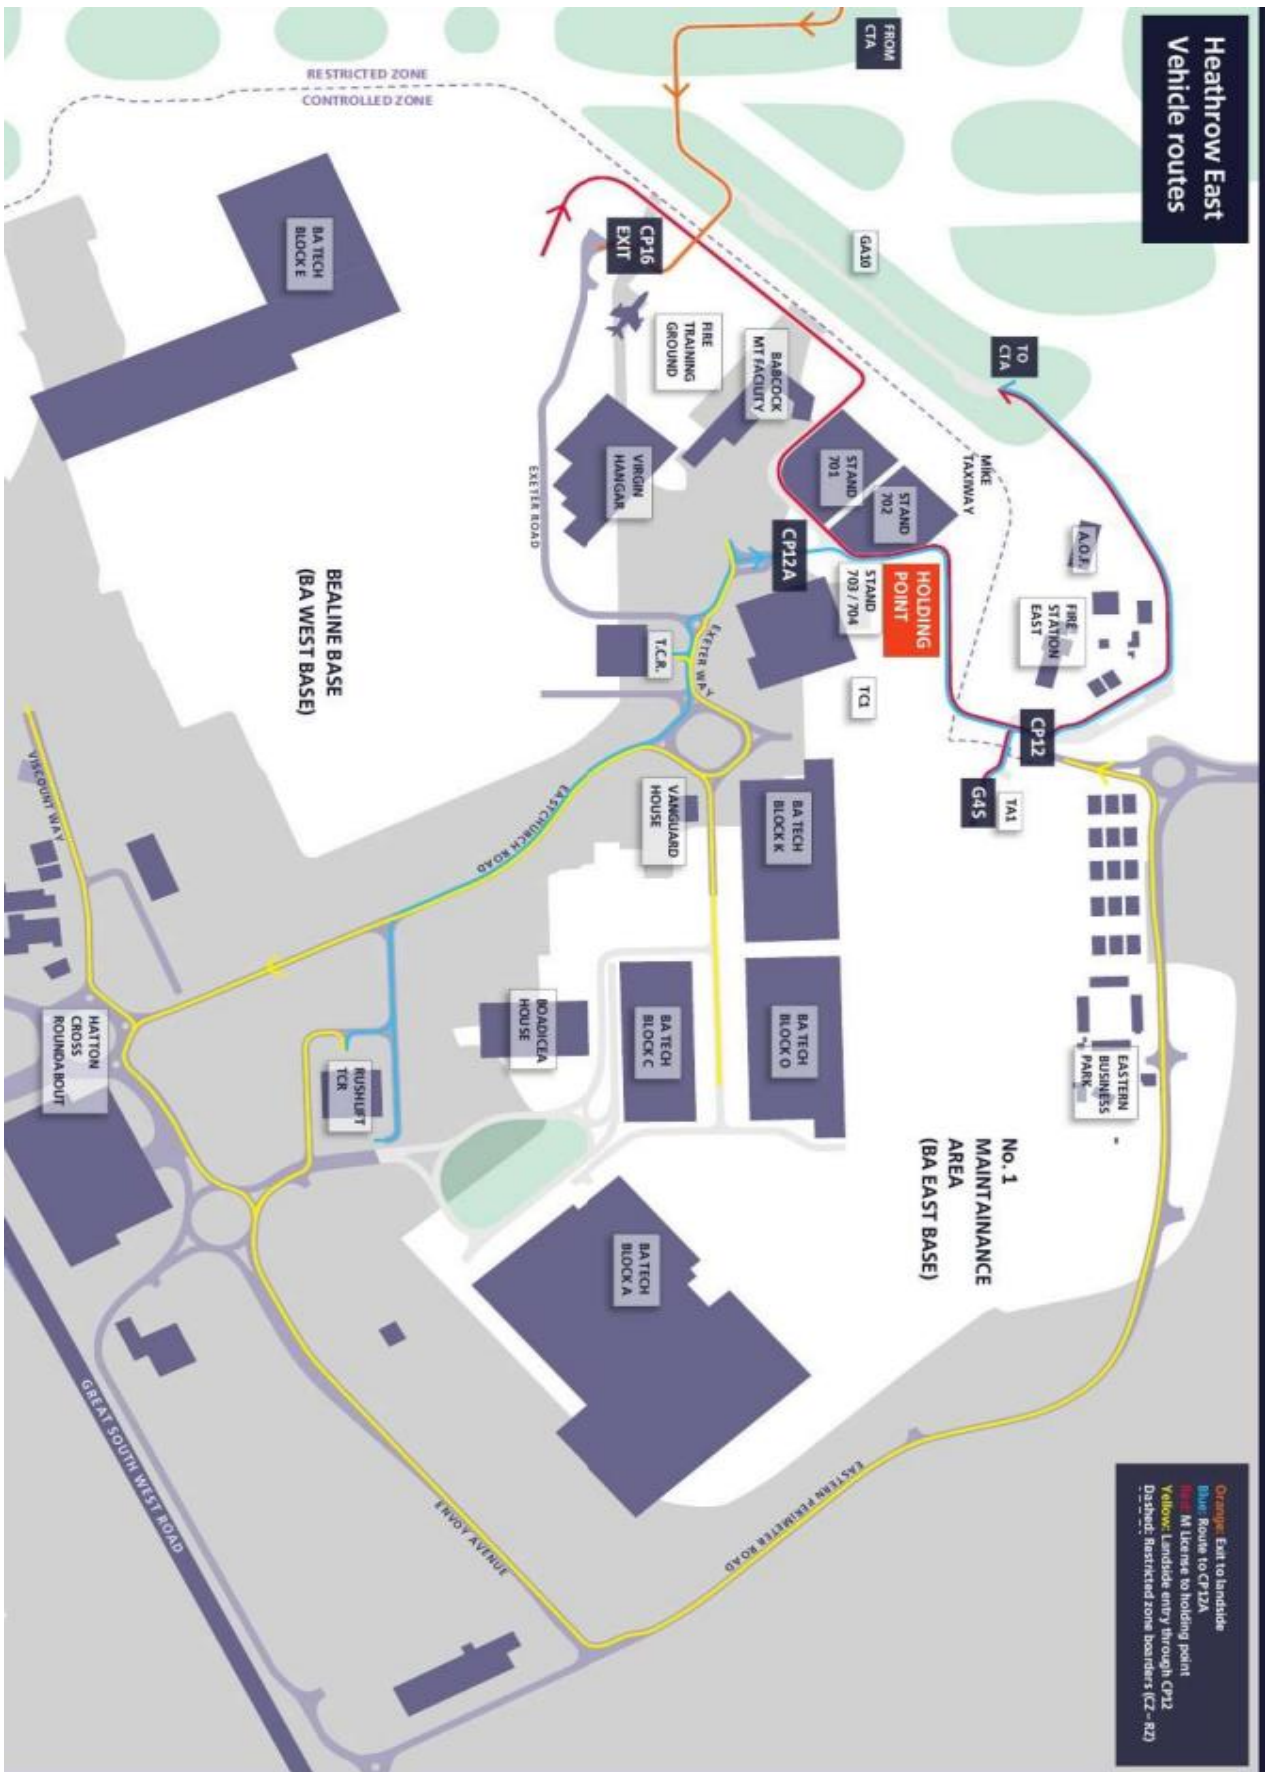 Heathrow East
Vehicle routes
FROM
CTA
RESTRICTED ZONE
CONTROLLED ZONE
GA10
TO
CTA
CP16
EXIT
BA TECH
BLOCK E
FIRE
TRAINING
GROUND
BABCOCK
MT FACILITY
VIRGIN
HANGAR
STAND
701
STAND
702
MIKE
TAXIWAY
A.O.F.
EXETER ROAD
CP12A
HOLDING
POINT
STAND
703 / 704
FIRE
STATION
EAST
BEALINE BASE
(BA WEST BASE)
T.C.R.
EXETER WAY
TC1
CP12
G4S
TA1
VISCOUNT WAY
EASTCHURCH ROAD
VANGUARD
HOUSE
BA TECH
BLOCK K
HATTON
CROSS
ROUNDABOUT
RUSHLIFT
TCR
BOADICEA
HOUSE
BA TECH
BLOCK C
BA TECH
BLOCK O
EASTERN
BUSINESS
PARK
No. 1
MAINTAINANCE
AREA
(BA EAST BASE)
BA TECH
BLOCK A
GREAT SOUTH WEST ROAD
ENVOY AVENUE
EASTERN PERIMETER ROAD
Orange: Exit to landside
Blue: Route to CP12A
Red: M License to holding point
Yellow: Landside entry through CP12
Dashed: Restricted zone boarders (CZ – RZ)